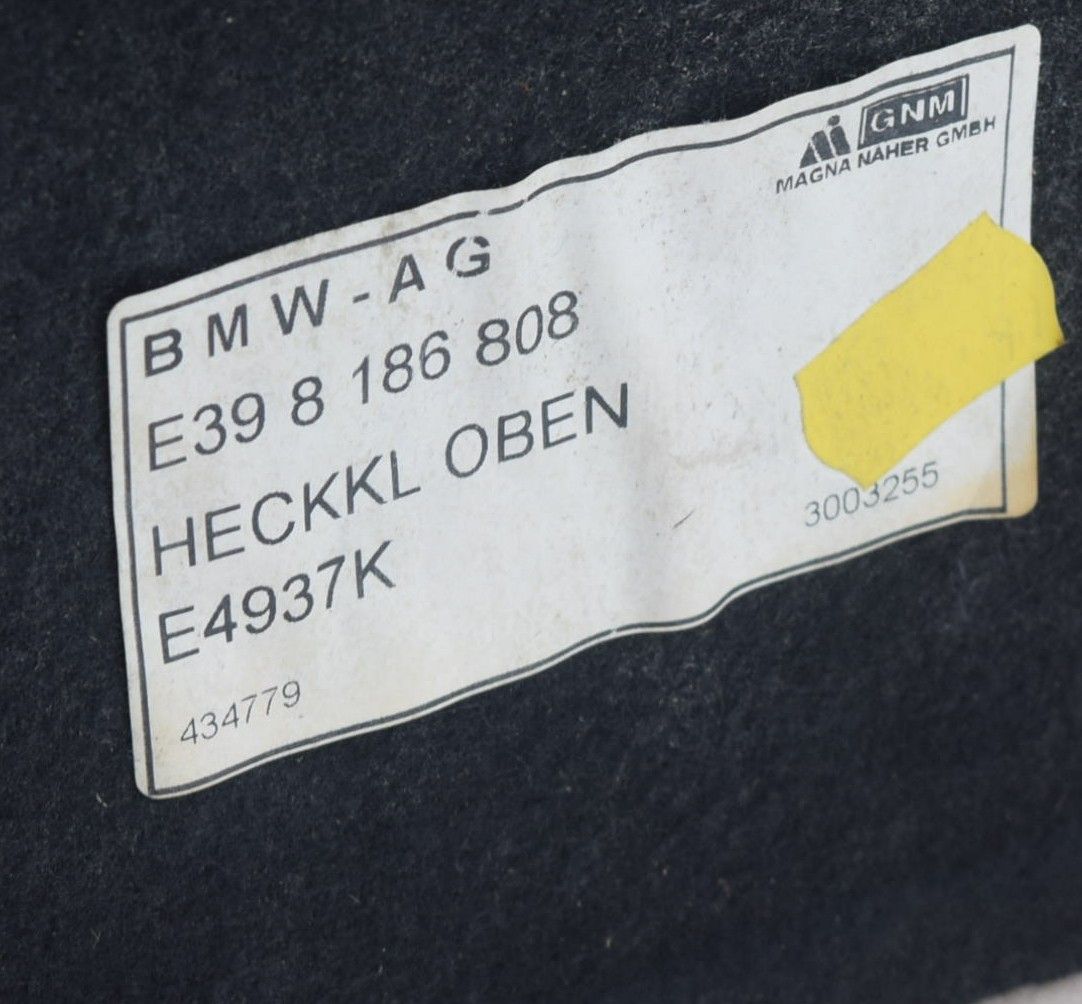 GNM
MAGNA NAHER GMBH
BMW-AG
E39 8 186 808
HECKKL OBEN
E4937K
3003255
434779